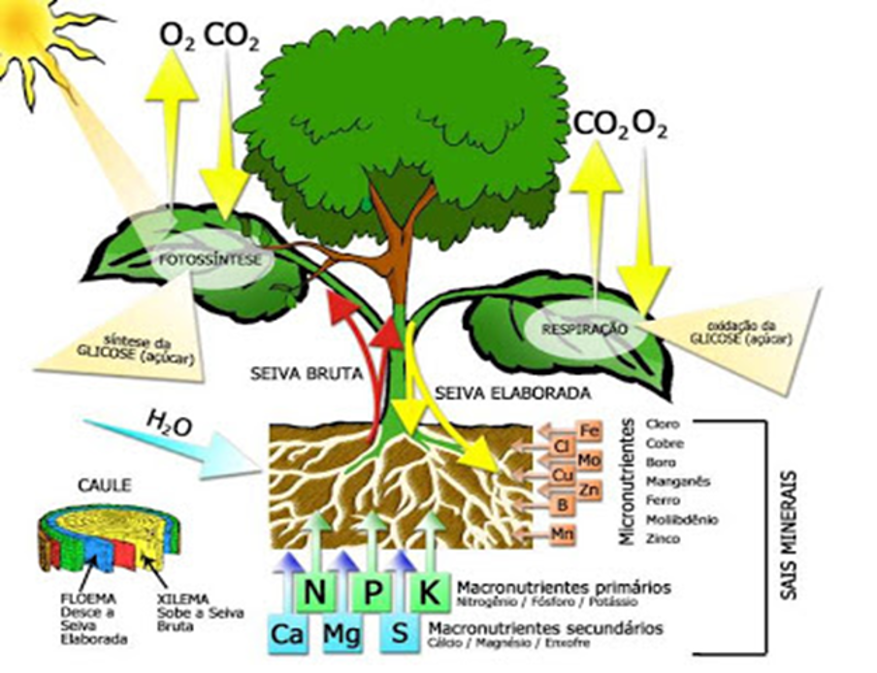 O₂ CO₂
CO₂ O₂
FOTOSSÍNTESE
síntese da
GLICOSE (açúcar)
RESPIRAÇÃO
oxidação da
GLICOSE (açúcar)
SEIVA BRUTA
SEIVA ELABORADA
H₂O
CAULE
FLOEMA
Desce a
Seiva
Elaborada
XILEMA
Sobe a Seiva
Bruta
Fe
Cl
Mo
Cu
Zn
B
Mn
Micronutrientes
Cloro
Cobre
Boro
Manganês
Ferro
Moliibdênio
Zinco
SAIS MINERAIS
N P K
Macronutrientes primários
Nitrogênio / Fósforo / Potássio
Ca Mg S
Macronutrientes secundários
Cálcio / Magnésio / Enxofre